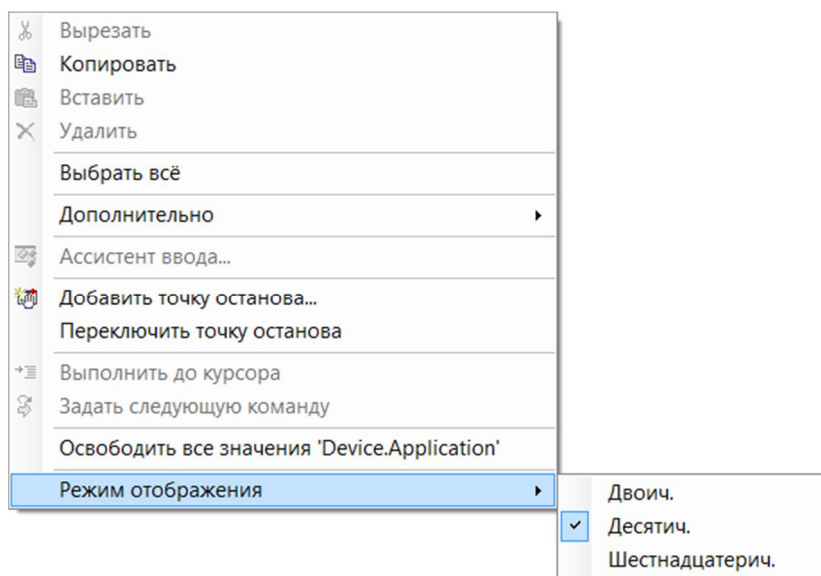 Вырезать
Копировать
Вставить
Удалить
Выбрать всё
Дополнительно
Ассистент ввода...
Добавить точку останова...
Переключить точку останова
Выполнить до курсора
Задать следующую команду
Освободить все значения 'Device.Application'
Режим отображения
Двоич.
Десятич.
Шестнадцатерич.